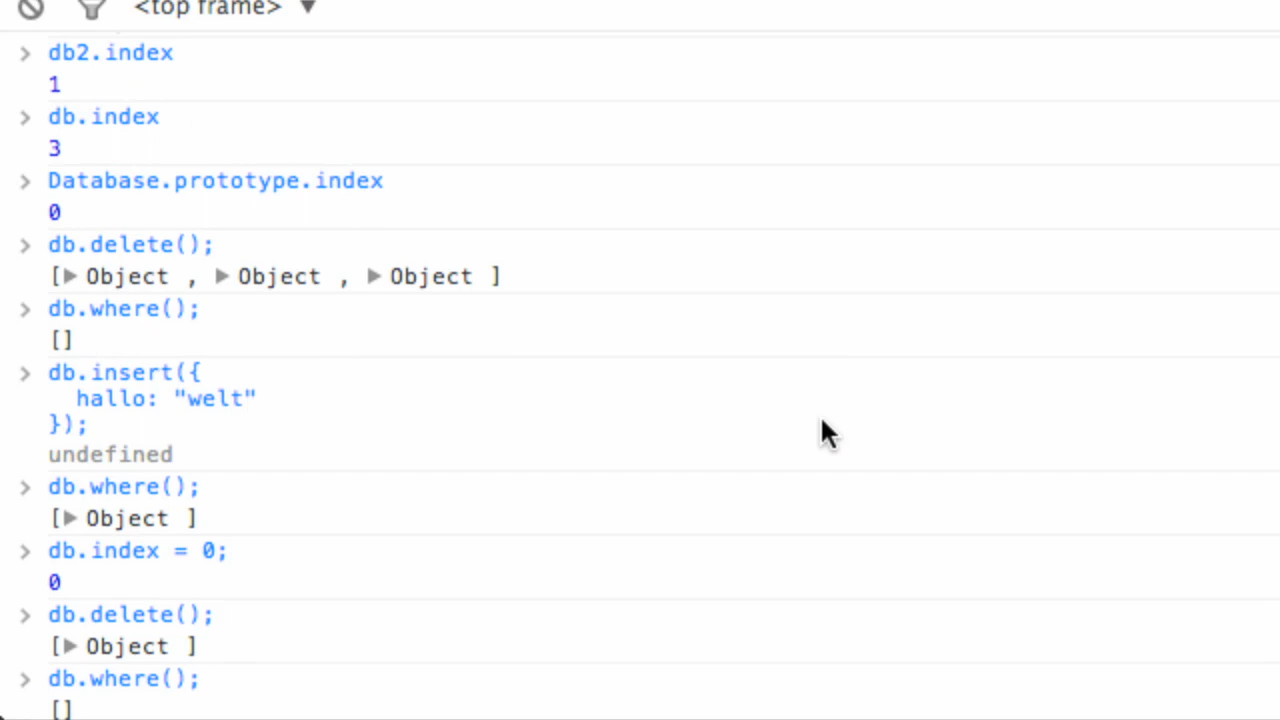 <top frame> ▼
> db2.index
1
> db.index
3
> Database.prototype.index
0
> db.delete();
[▶ Object , ▶ Object , ▶ Object ]
> db.where();
[]
> db.insert({
hallo: "welt"
});
undefined
> db.where();
[▶ Object ]
> db.index = 0;
0
> db.delete();
[▶ Object ]
> db.where();
[]